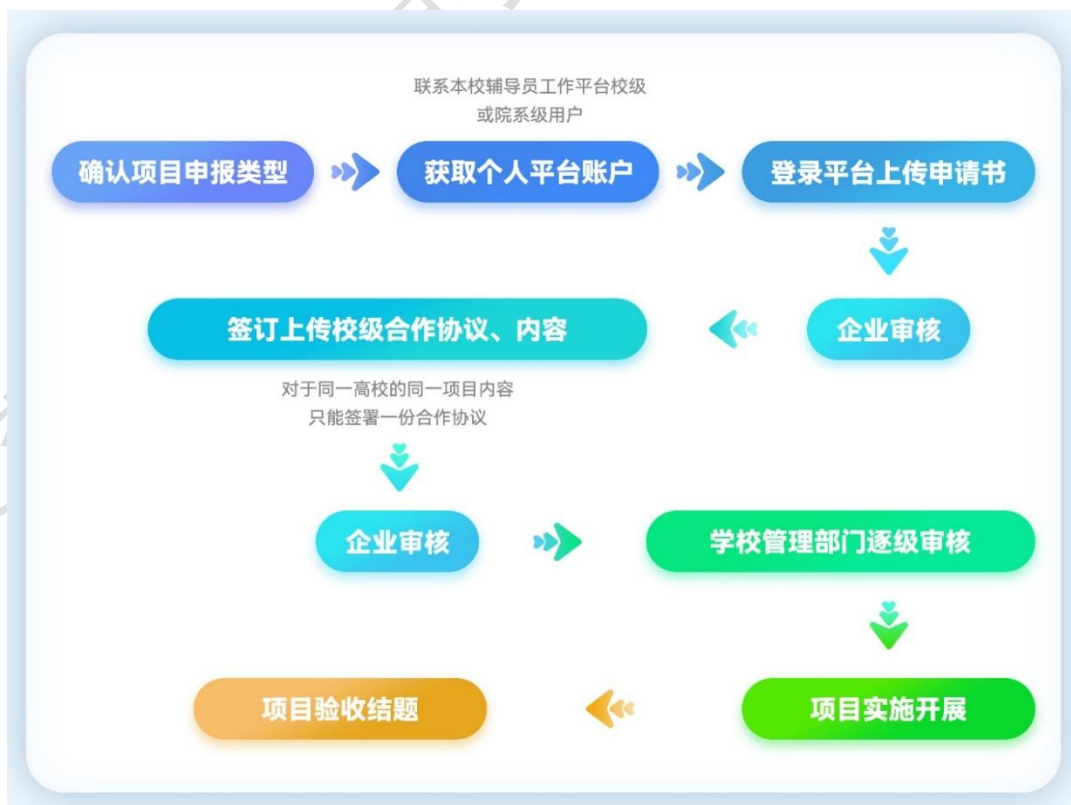 联系本校辅导员工作平台校级
或院系级用户
确认项目申报类型
获取个人平台账户
登录平台上传申请书
签订上传校级合作协议、内容
企业审核
对于同一高校的同一项目内容
只能签署一份合作协议
企业审核
学校管理部门逐级审核
项目验收结题
项目实施开展